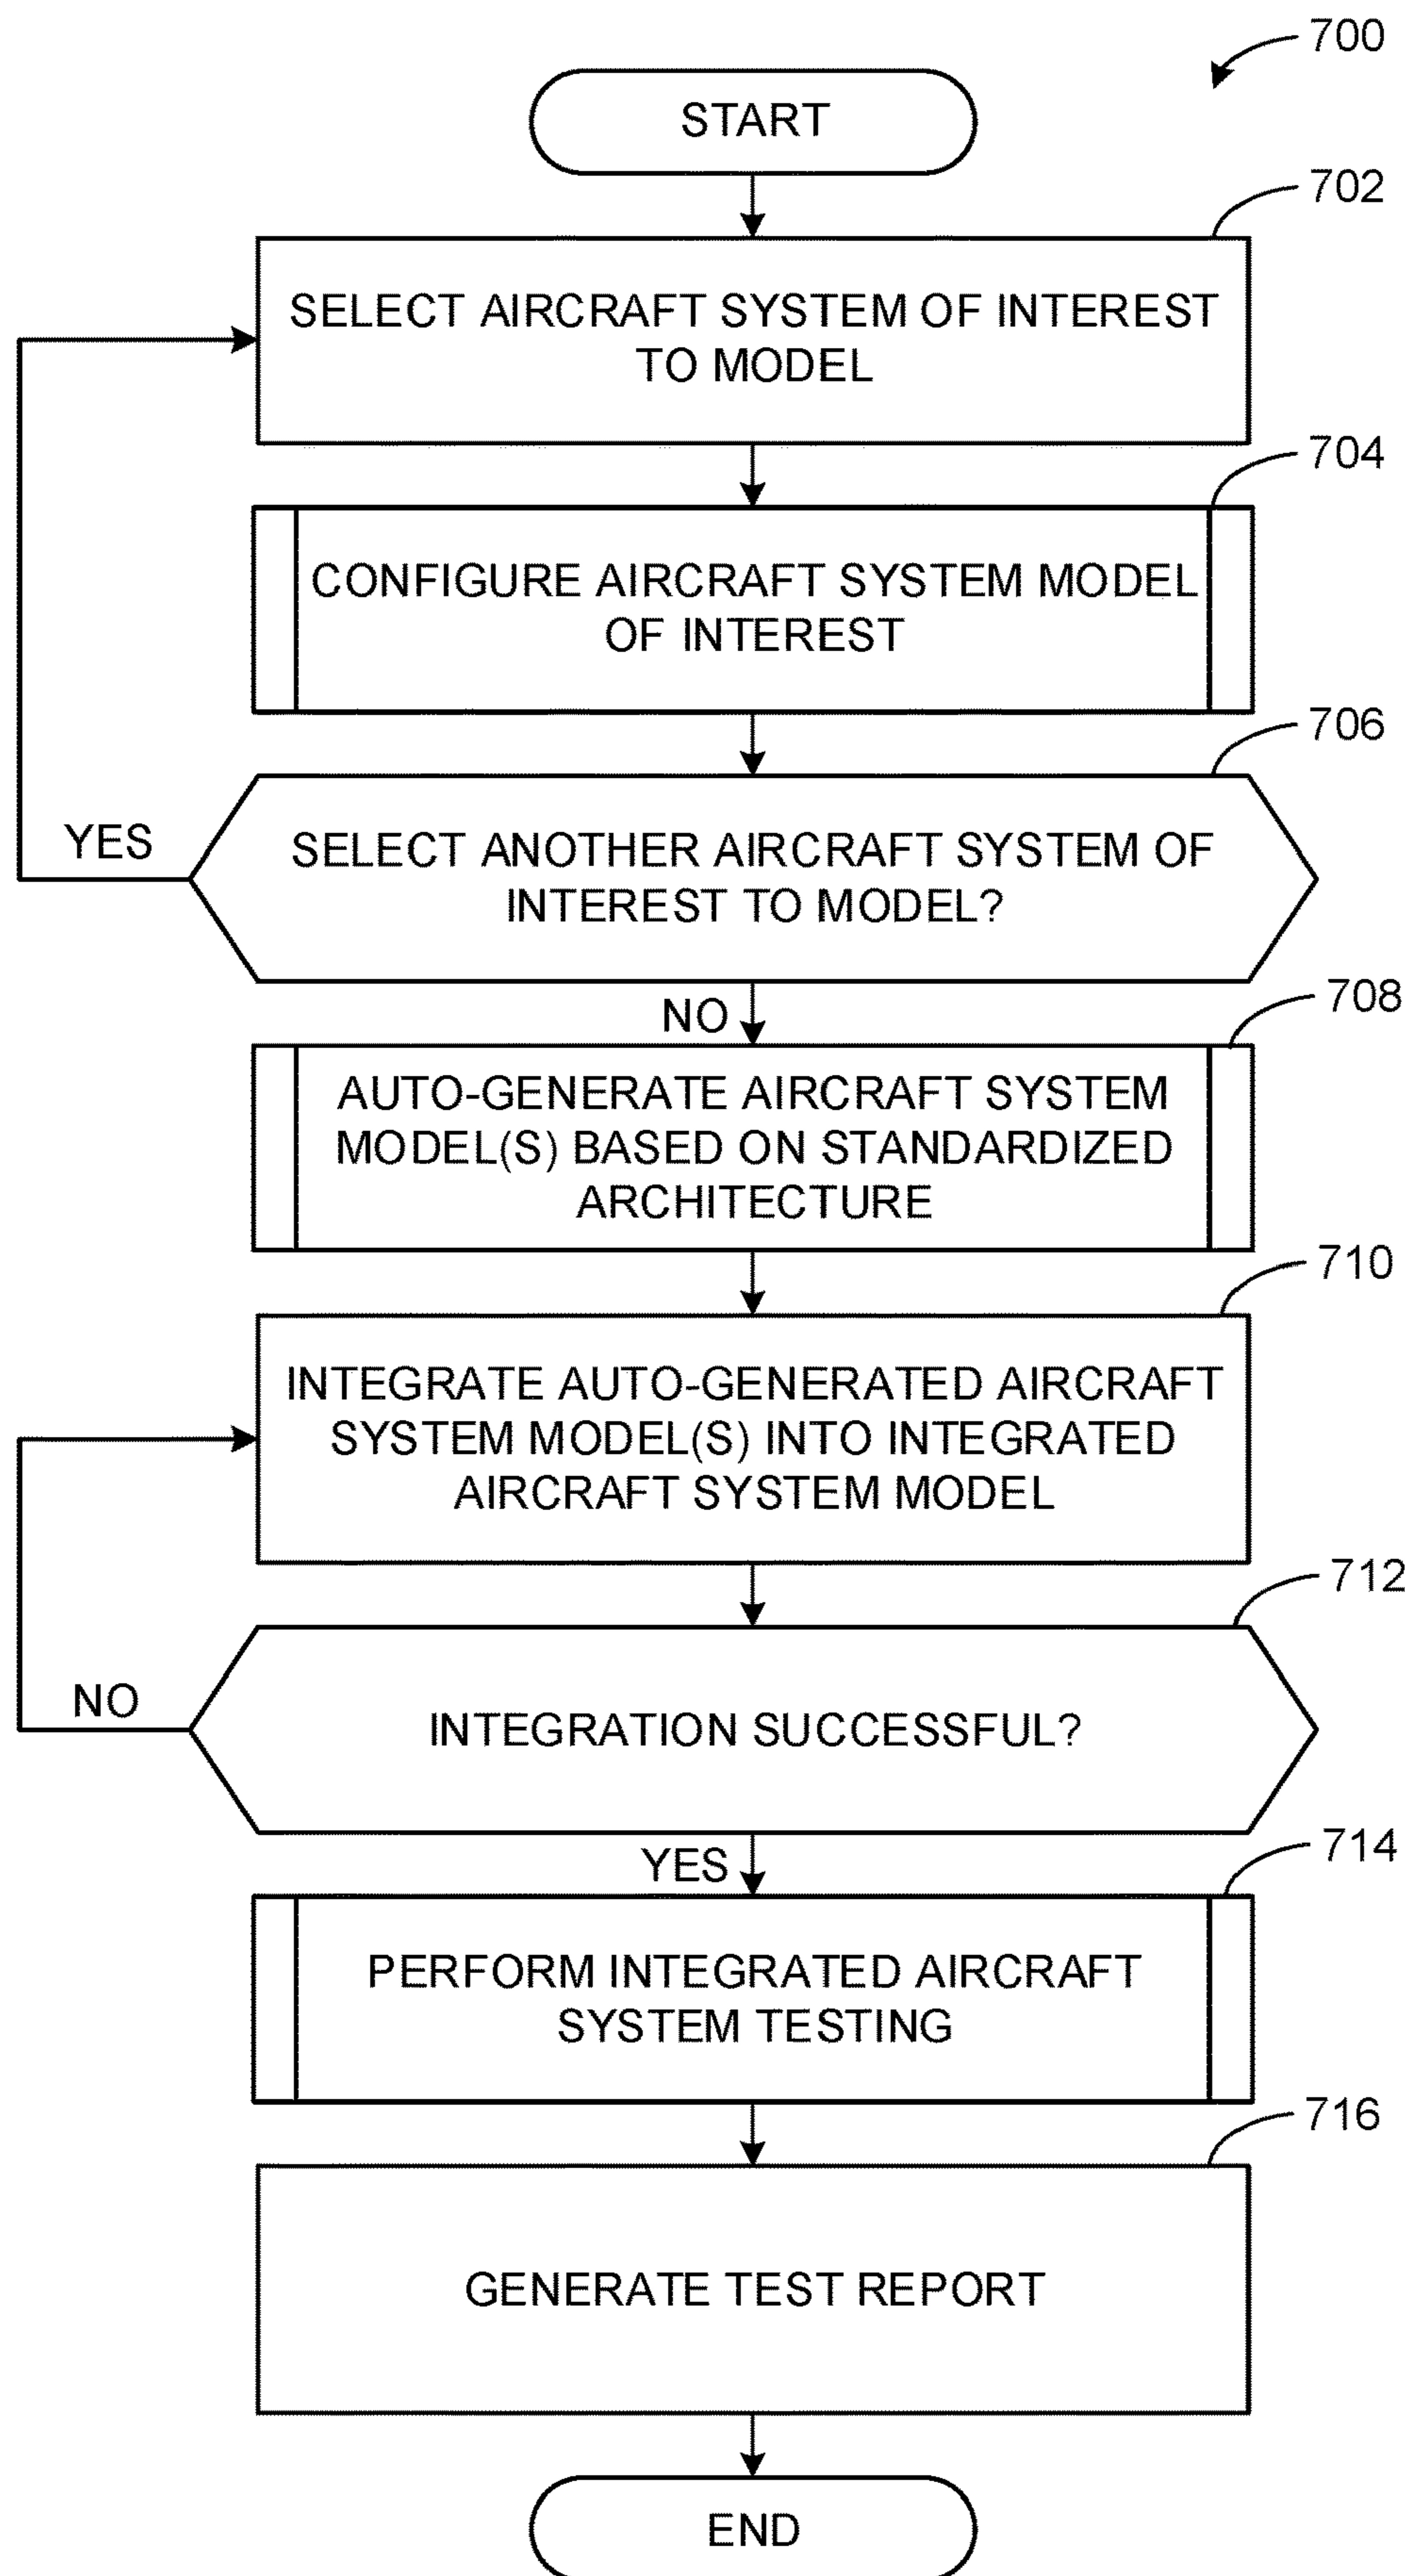 700
START
702
SELECT AIRCRAFT SYSTEM OF INTEREST
TO MODEL
704
CONFIGURE AIRCRAFT SYSTEM MODEL
OF INTEREST
706
YES
SELECT ANOTHER AIRCRAFT SYSTEM OF
INTEREST TO MODEL?
NO
708
AUTO-GENERATE AIRCRAFT SYSTEM
MODEL(S) BASED ON STANDARDIZED
ARCHITECTURE
710
INTEGRATE AUTO-GENERATED AIRCRAFT
SYSTEM MODEL(S) INTO INTEGRATED
AIRCRAFT SYSTEM MODEL
712
NO
INTEGRATION SUCCESSFUL?
YES
714
PERFORM INTEGRATED AIRCRAFT
SYSTEM TESTING
716
GENERATE TEST REPORT
END